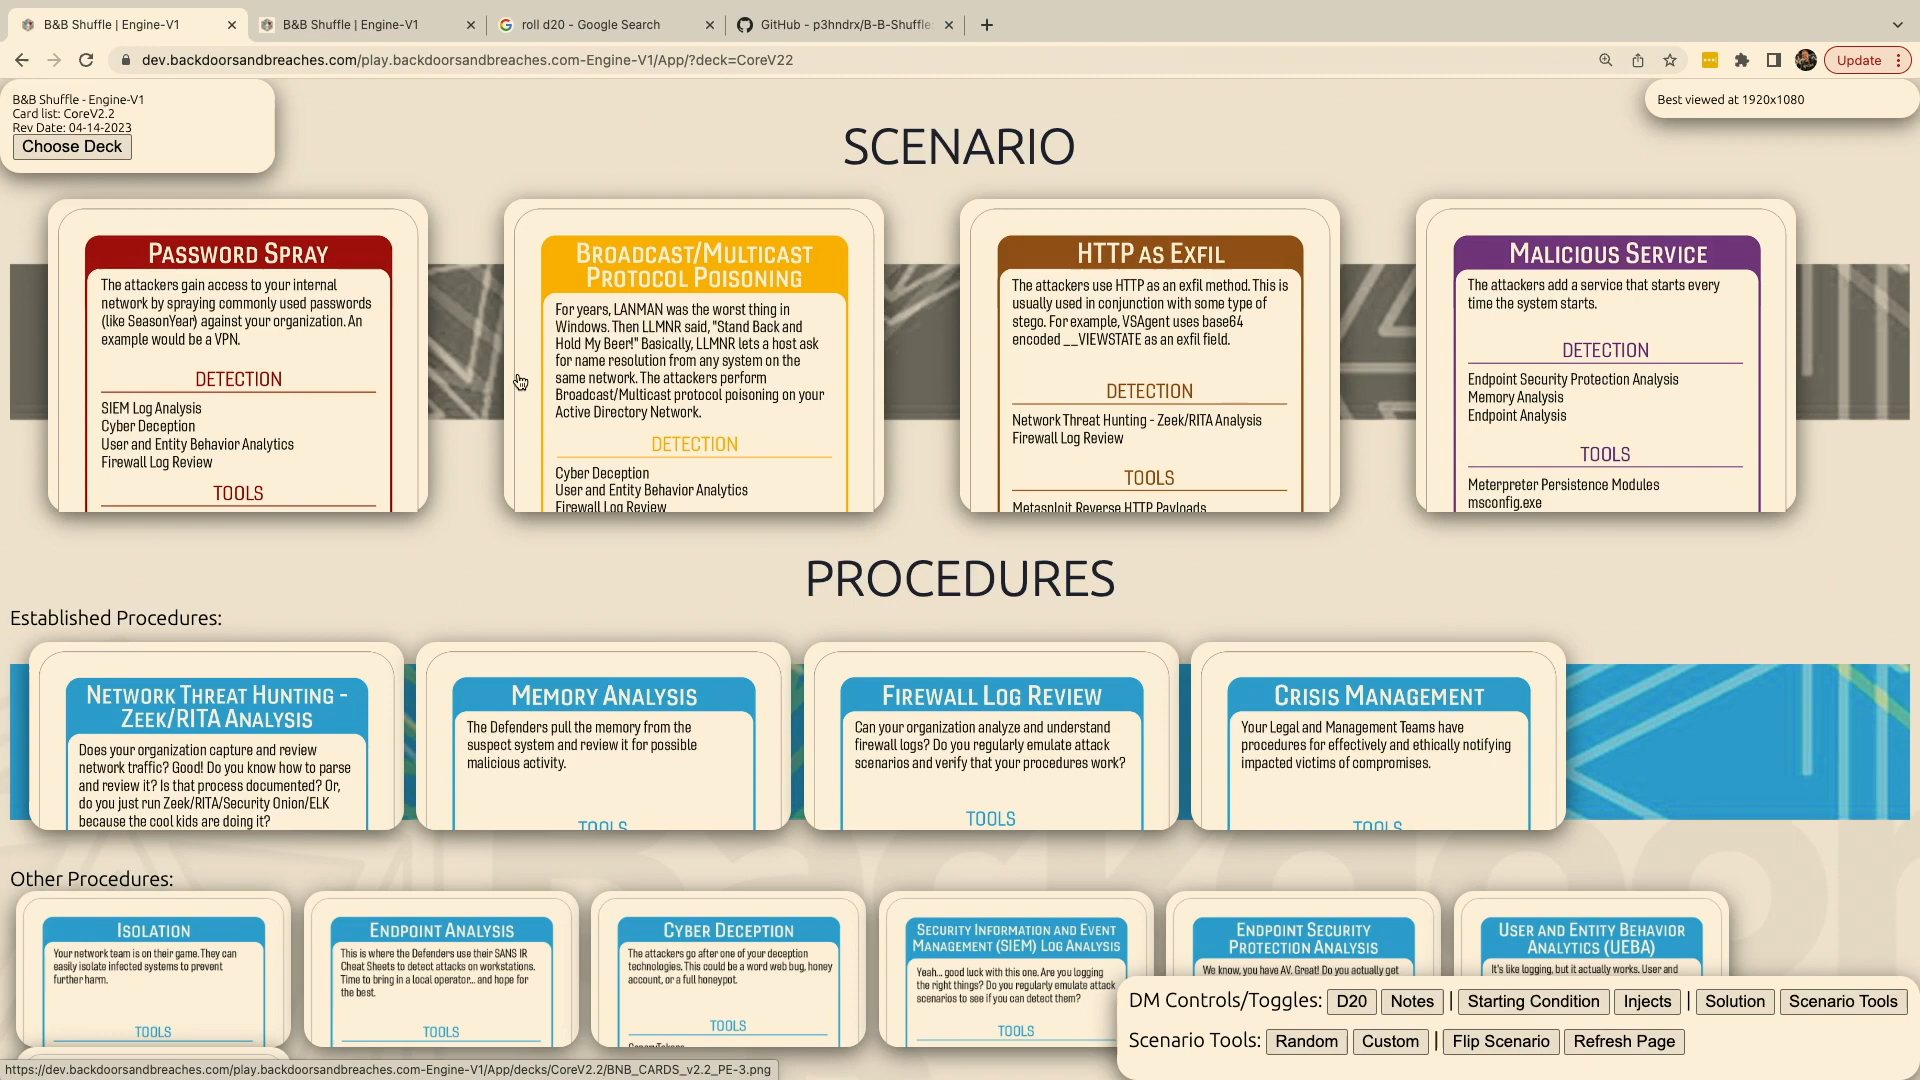 B&B Shuffle | Engine-V1
B&B Shuffle | Engine-V1
roll d20 - Google Search
GitHub - p3hndrx/B-B-Shuffle:
dev.backdoorsandbreaches.com/play.backdoorsandbreaches.com-Engine-V1/App/?deck=CoreV22
Update
B&B Shuffle - Engine-V1
Card list: CoreV2.2
Rev Date: 04-14-2023
Choose Deck
Best viewed at 1920x1080
SCENARIO
PASSWORD SPRAY
The attackers gain access to your internal
network by spraying commonly used passwords
(like SeasonYear) against your organization. An
example would be a VPN.
DETECTION
SIEM Log Analysis
Cyber Deception
User and Entity Behavior Analytics
Firewall Log Review
TOOLS
BROADCAST/MULTICAST
PROTOCOL POISONING
For years, LANMAN was the worst thing in
Windows. Then LLMNR said, "Stand Back and
Hold My Beer!" Basically, LLMNR lets a host ask
for name resolution from any system on the
same network. The attackers perform
Broadcast/Multicast protocol poisoning on your
Active Directory Network.
DETECTION
Cyber Deception
User and Entity Behavior Analytics
Firewall Log Review
HTTP AS EXFIL
The attackers use HTTP as an exfil method. This is
usually used in conjunction with some type of
stego. For example, VSAgent uses base64
encoded __VIEWSTATE as an exfil field.
DETECTION
Network Threat Hunting - Zeek/RITA Analysis
Firewall Log Review
TOOLS
Metasploit Reverse HTTP Payloads
MALICIOUS SERVICE
The attackers add a service that starts every
time the system starts.
DETECTION
Endpoint Security Protection Analysis
Memory Analysis
Endpoint Analysis
TOOLS
Meterpreter Persistence Modules
msconfig.exe
PROCEDURES
Established Procedures:
NETWORK THREAT HUNTING -
ZEEK/RITA ANALYSIS
Does your organization capture and review
network traffic? Good! Do you know how to parse
and review it? Is that process documented? Or,
do you just run Zeek/RITA/Security Onion/ELK
because the cool kids are doing it?
MEMORY ANALYSIS
The Defenders pull the memory from the
suspect system and review it for possible
malicious activity.
TOOLS
FIREWALL LOG REVIEW
Can your organization analyze and understand
firewall logs? Do you regularly emulate attack
scenarios and verify that your procedures work?
TOOLS
CRISIS MANAGEMENT
Your Legal and Management Teams have
procedures for effectively and ethically notifying
impacted victims of compromises.
TOOLS
Other Procedures:
ISOLATION
Your network team is on their game. They can
easily isolate infected systems to prevent
further harm.
TOOLS
ENDPOINT ANALYSIS
This is where the Defenders use their SANS IR
Cheat Sheets to detect attacks on workstations.
Time to bring in a local operator... and hope for
the best.
TOOLS
CYBER DECEPTION
The attackers go after one of your deception
technologies. This could be a word web bug, honey
account, or a full honeypot.
TOOLS
CanaryTokens
SECURITY INFORMATION AND EVENT
MANAGEMENT (SIEM) LOG ANALYSIS
Yeah... good luck with this one. Are you logging
the right things? Do you regularly emulate attack
scenarios to see if you can detect them?
TOOLS
ENDPOINT SECURITY
PROTECTION ANALYSIS
We know, you have AV. Great! Do you actually get
USER AND ENTITY BEHAVIOR
ANALYTICS (UEBA)
It's like logging, but it actually works. User and
DM Controls/Toggles: D20 Notes | Starting Condition Injects | Solution Scenario Tools
Scenario Tools: Random Custom | Flip Scenario Refresh Page
https://dev.backdoorsandbreaches.com/play.backdoorsandbreaches.com-Engine-V1/App/decks/CoreV2.2/BNB_CARDS_v2.2_PE-3.png